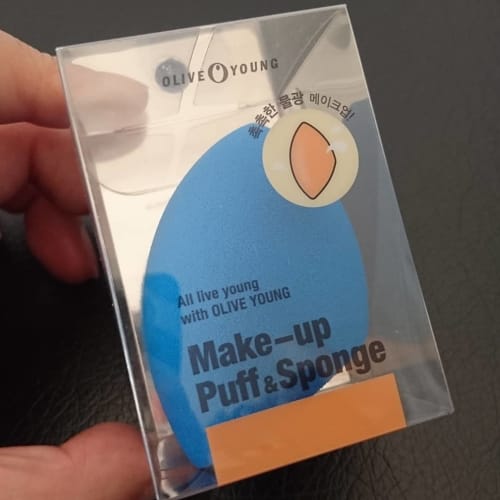 OLIVE YOUNG
촉촉한 물광 메이크업!
All live young
with OLIVE YOUNG
Make-up
Puff & Sponge